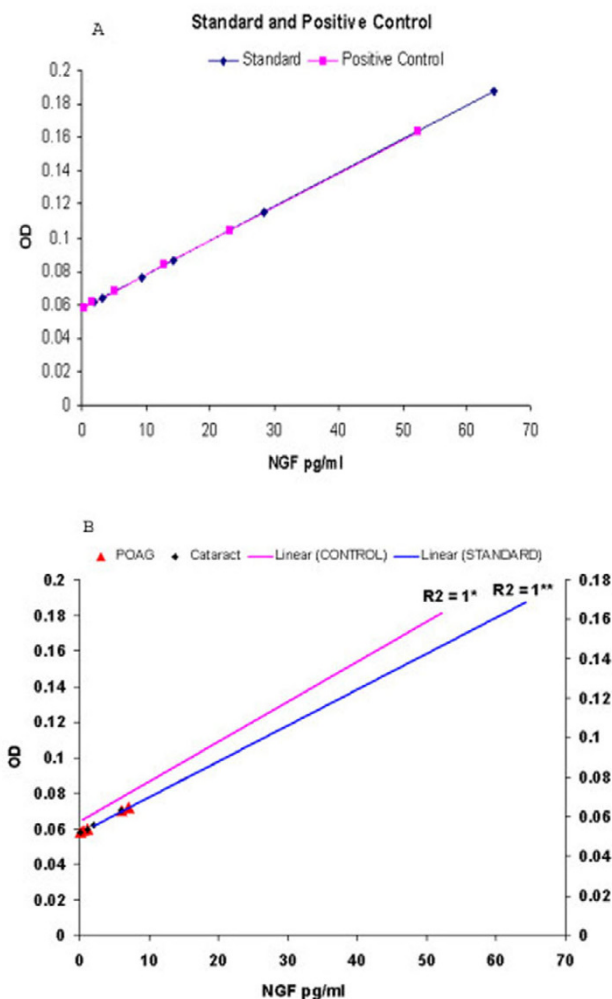 A
Standard and Positive Control
Standard Positive Control
0.2
0.18
0.16
0.14
0.12
0.1
0.08
0.06
0.04
0.02
0
OD
0 10 20 30 40 50 60 70
NGF pg/ml
B
POAG Cataract Linear (CONTROL) Linear (STANDARD)
R2 = 1* R2 = 1**
0.2 0.18
0.18 0.16
0.16 0.14
0.14 0.12
0.12 0.1
0.1 0.08
0.08 0.06
0.06 0.04
0.04 0.02
0.02 0
0
OD
0 10 20 30 40 50 60 70
NGF pg/ml